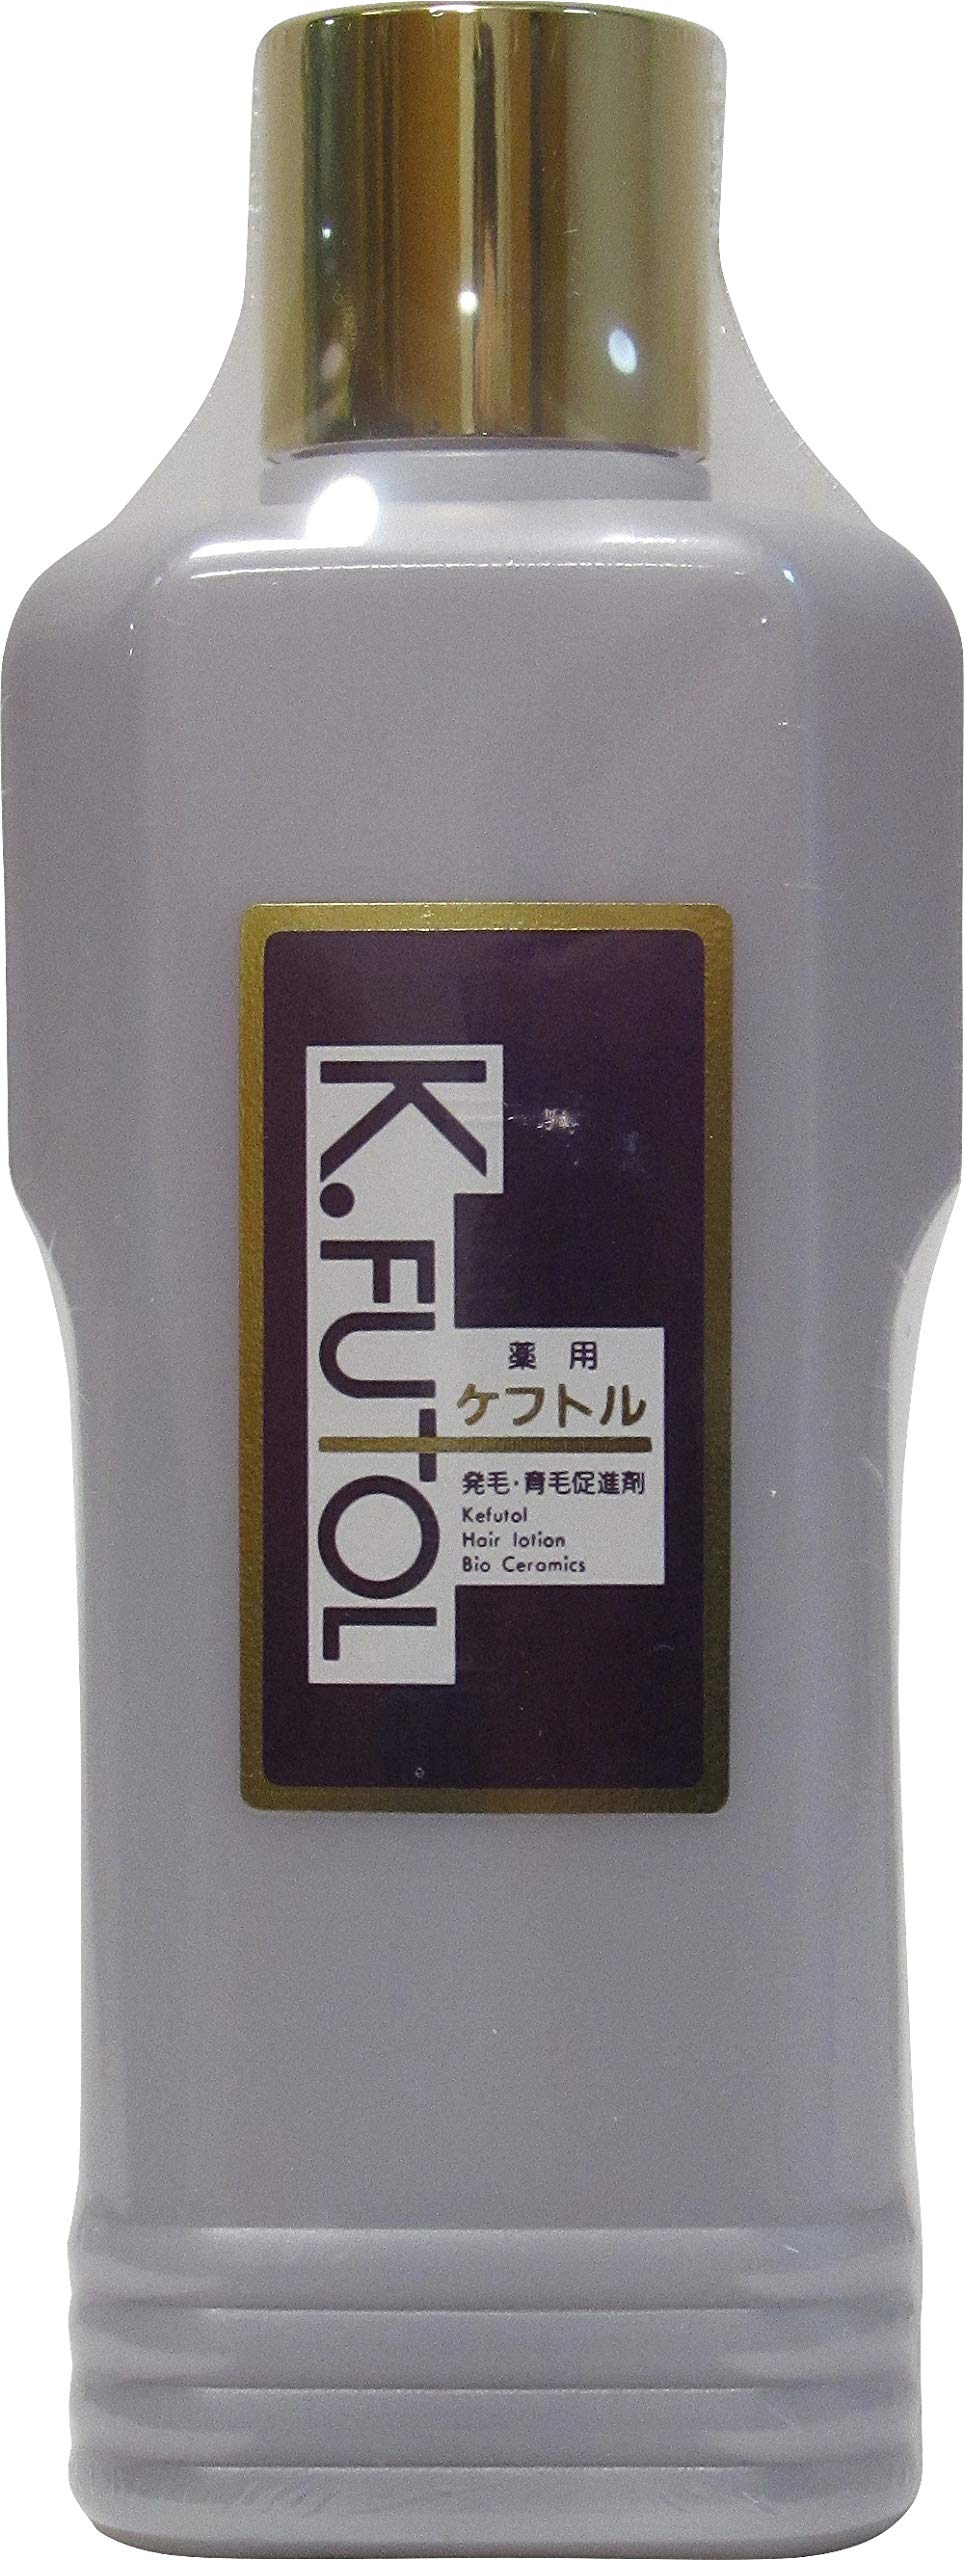 K.FUTOL
薬用
ケフトル
発毛・育毛促進剤
Kefutol
Hair lotion
Bio Ceramics